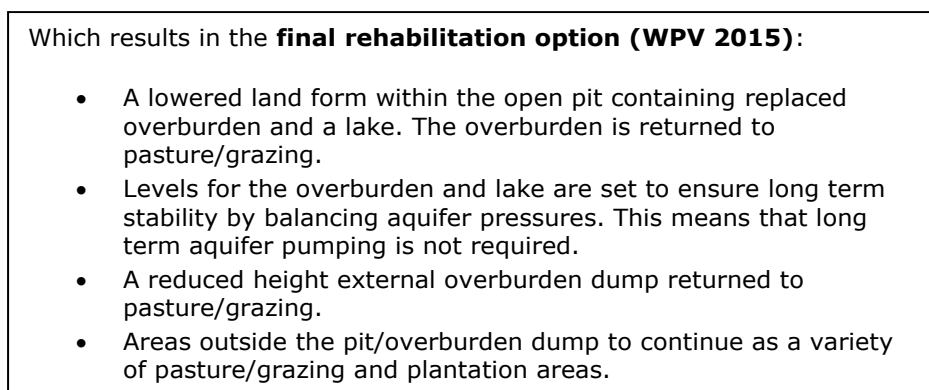 Which results in the final rehabilitation option (WPV 2015):
• A lowered land form within the open pit containing replaced
overburden and a lake. The overburden is returned to
pasture/grazing.
• Levels for the overburden and lake are set to ensure long term
stability by balancing aquifer pressures. This means that long
term aquifer pumping is not required.
• A reduced height external overburden dump returned to
pasture/grazing.
• Areas outside the pit/overburden dump to continue as a variety
of pasture/grazing and plantation areas.